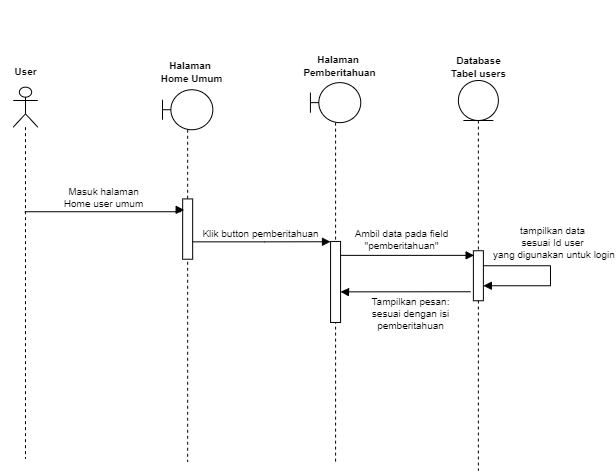 User
Halaman
Home Umum
Halaman
Pemberitahuan
Database
Tabel users
Masuk halaman
Home user umum
Klik button pemberitahuan
Ambil data pada field
"pemberitahuan"
tampilkan data
sesuai Id user
yang digunakan untuk login
Tampilkan pesan:
sesuai dengan isi
pemberitahuan